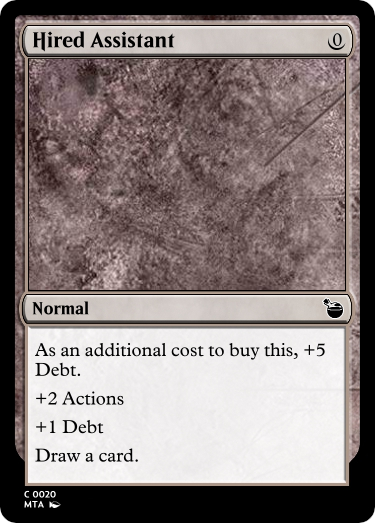 Hired Assistant 0
Normal
As an additional cost to buy this, +5
Debt.
+2 Actions
+1 Debt
Draw a card.
C 0020
MTA